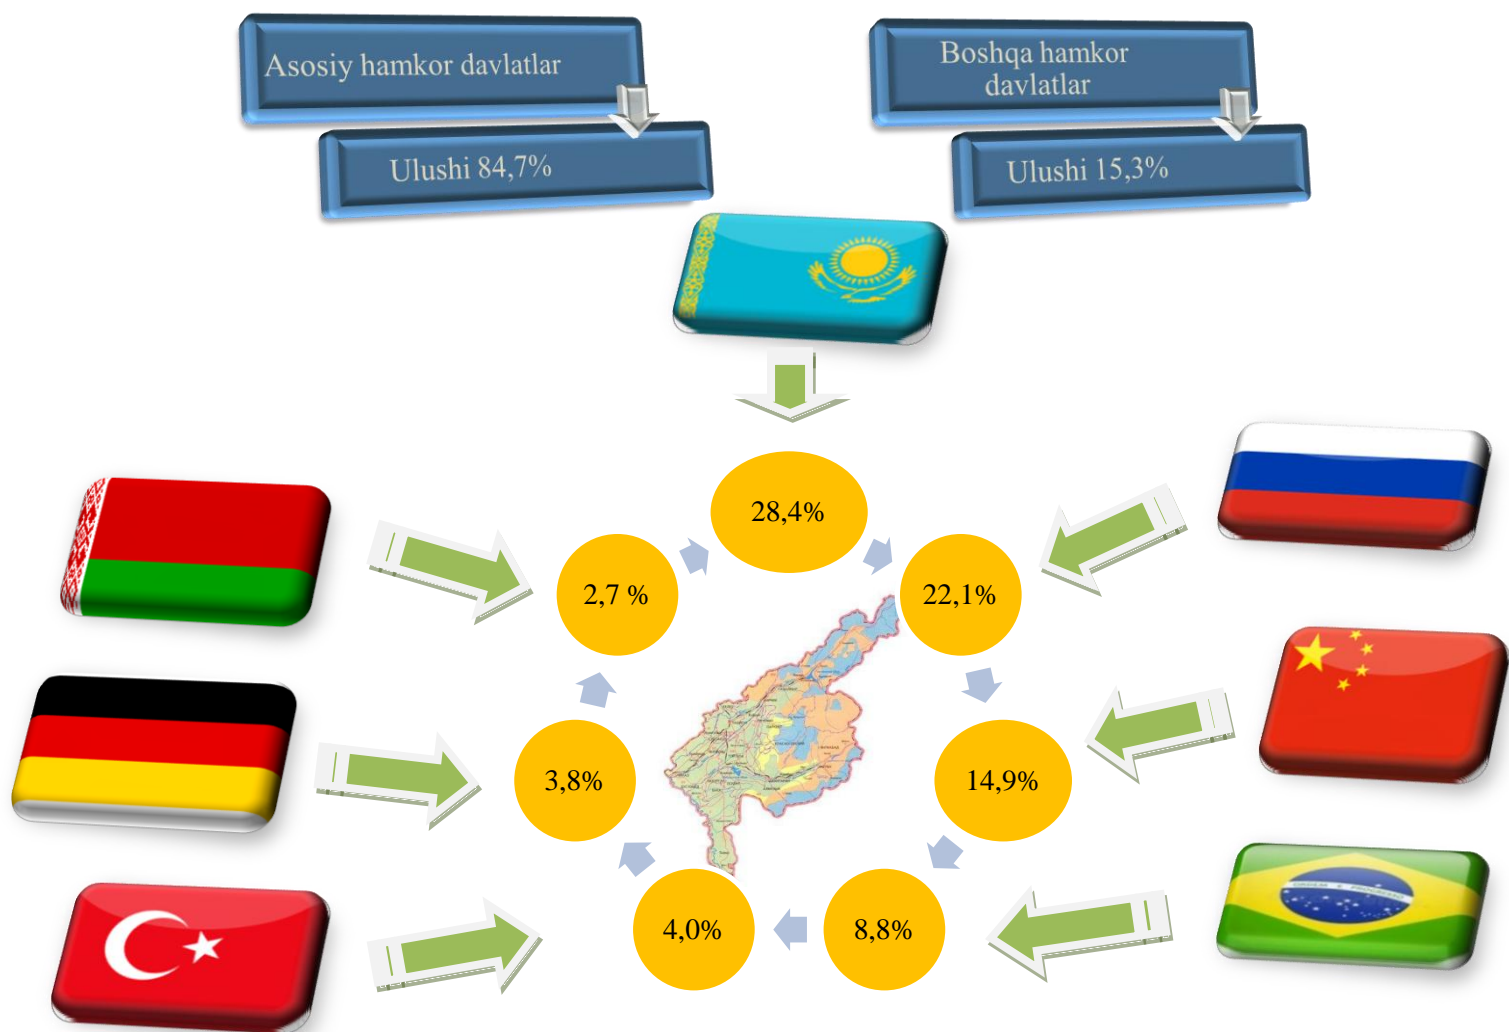 Asosiy hamkor davlatlar
Ulushi 84,7%
Boshqa hamkor
davlatlar
Ulushi 15,3%
28,4%
22,1%
14,9%
8,8%
4,0%
3,8%
2,7 %